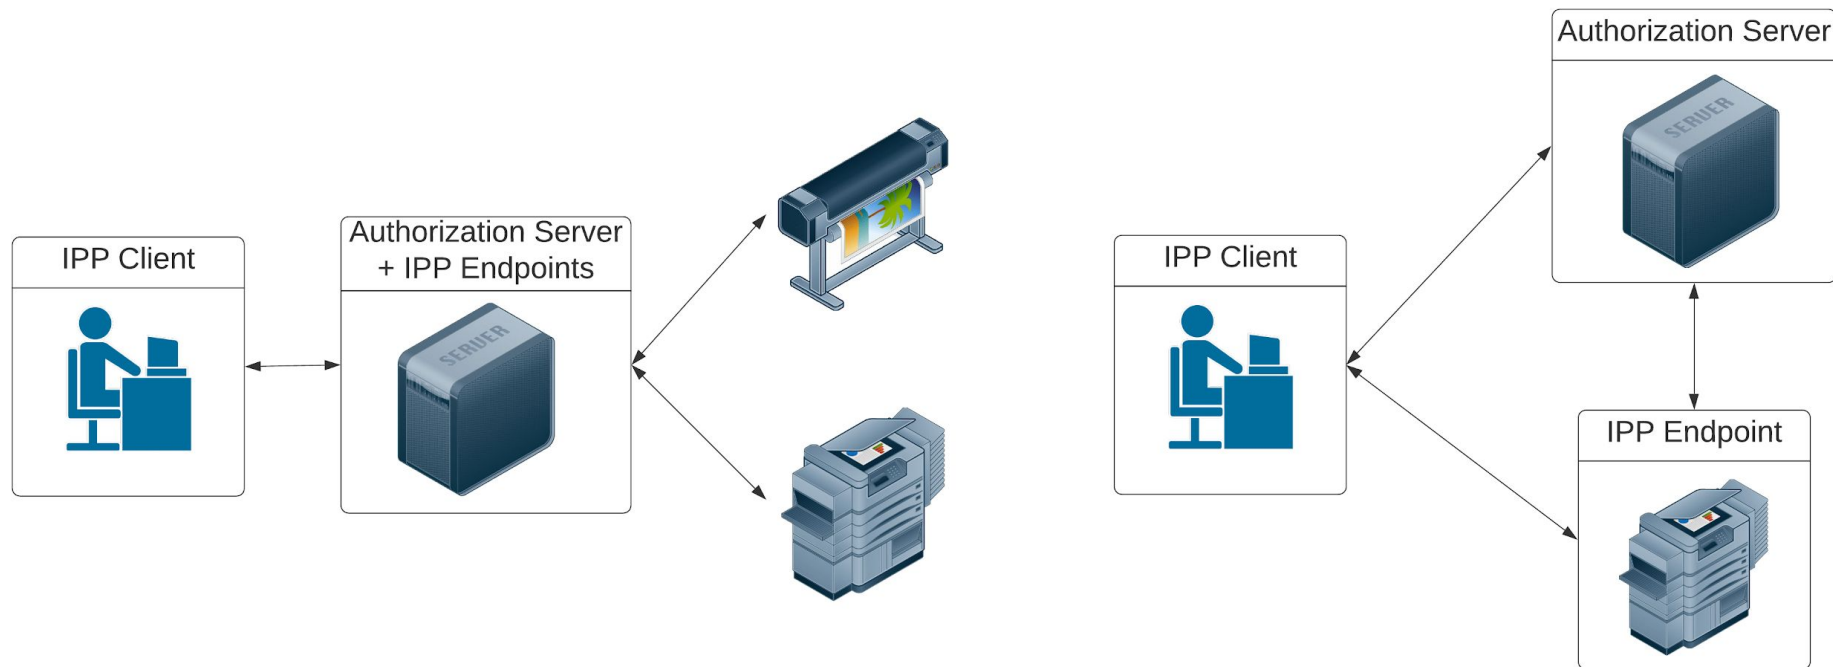 IPP Client
Authorization Server
+ IPP Endpoints
SERVER
IPP Client
Authorization Server
SERVER
IPP Endpoint